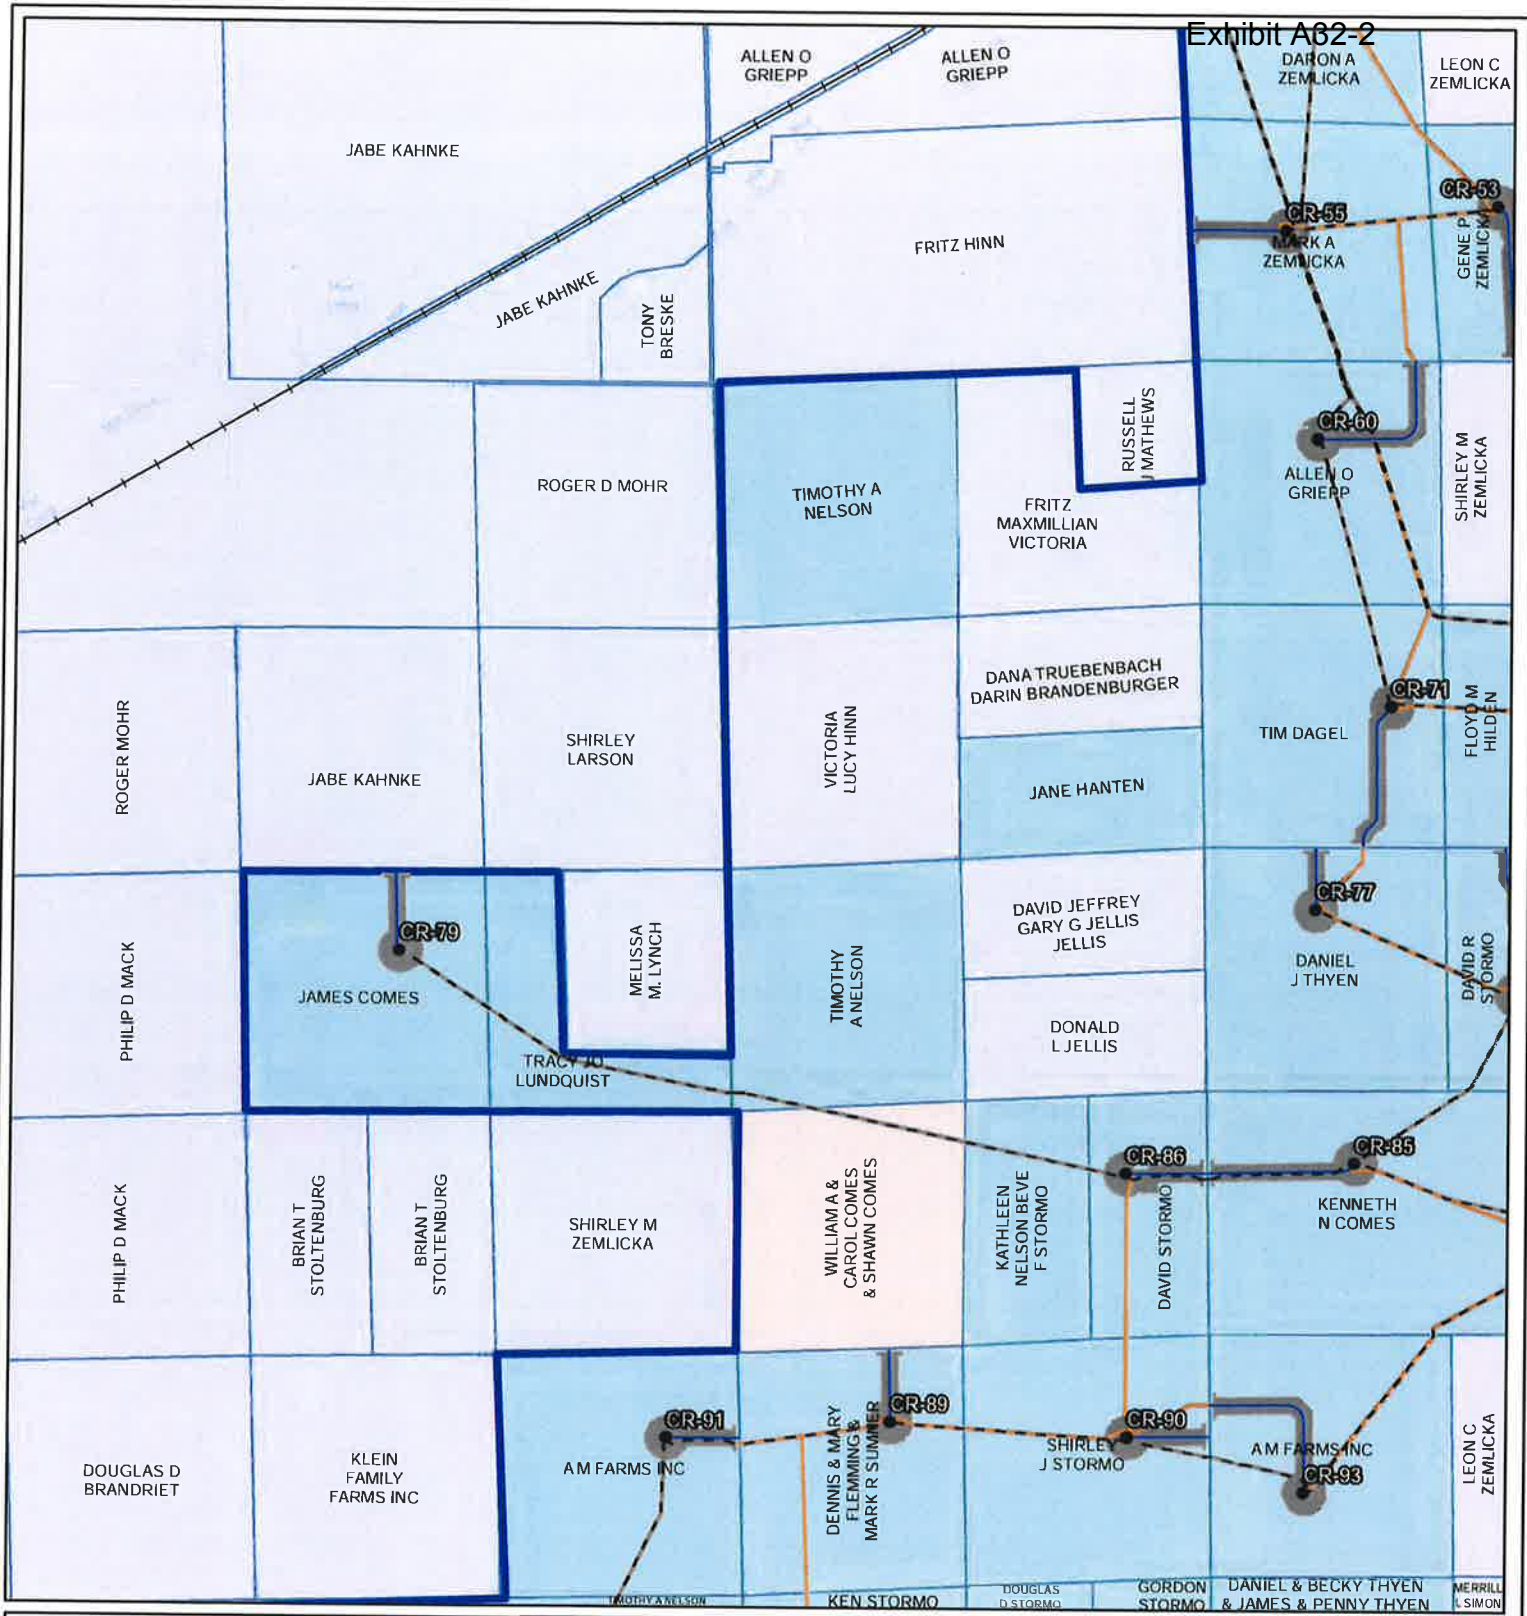 Exhibit A32-2
ALLEN O
GRIEPP
ALLEN O
GRIEPP
DARON A
ZEMLICKA
LEON C
ZEMLICKA
JABE KAHNKE
CR-53
CR-55
MARK A
ZEMLICKA
GENE P
ZEMLICKA
FRITZ HINN
JABE KAHNKE
TONY
BRESKE
RUSSELL
J MATHEWS
CR-60
ALLEN O
GRIEPP
SHIRLEY M
ZEMLICKA
ROGER D MOHR
TIMOTHY A
NELSON
FRITZ
MAXMILLIAN
VICTORIA
DANA TRUEBENBACH
DARIN BRANDENBURGER
CR-71
TIM DAGEL
FLOYD M
HILDEN
ROGER MOHR
JABE KAHNKE
SHIRLEY
LARSON
VICTORIA
LUCY HINN
JANE HANTEN
CR-77
DANIEL
J THYEN
DAVID R
STORMO
PHILIP D MACK
CR-79
JAMES COMES
MELISSA
M. LYNCH
TIMOTHY
A NELSON
DAVID JEFFREY
GARY G JELLIS
JELLIS
DONALD
L JELLIS
TRACY JO
LUNDQUIST
CR-86
CR-85
KENNETH
N COMES
PHILIP D MACK
BRIAN T
STOLTENBURG
BRIAN T
STOLTENBURG
SHIRLEY M
ZEMLICKA
WILLIAM A &
CAROL COMES
& SHAWN COMES
KATHLEEN
NELSON BEVE
F STORMO
DAVID STORMO
DOUGLAS D
BRANDRIET
KLEIN
FAMILY
FARMS INC
CR-91
A M FARMS INC
CR-89
DENNIS & MARY
FLEMMING &
MARK R SUMNER
CR-90
SHIRLEY
J STORMO
A M FARMS INC
CR-93
LEON C
ZEMLICKA
TIMOTHY A NELSON
KEN STORMO
DOUGLAS
D STORMO
GORDON
STORMO
DANIEL & BECKY THYEN
& JAMES & PENNY THYEN
MERRILL
L SIMON